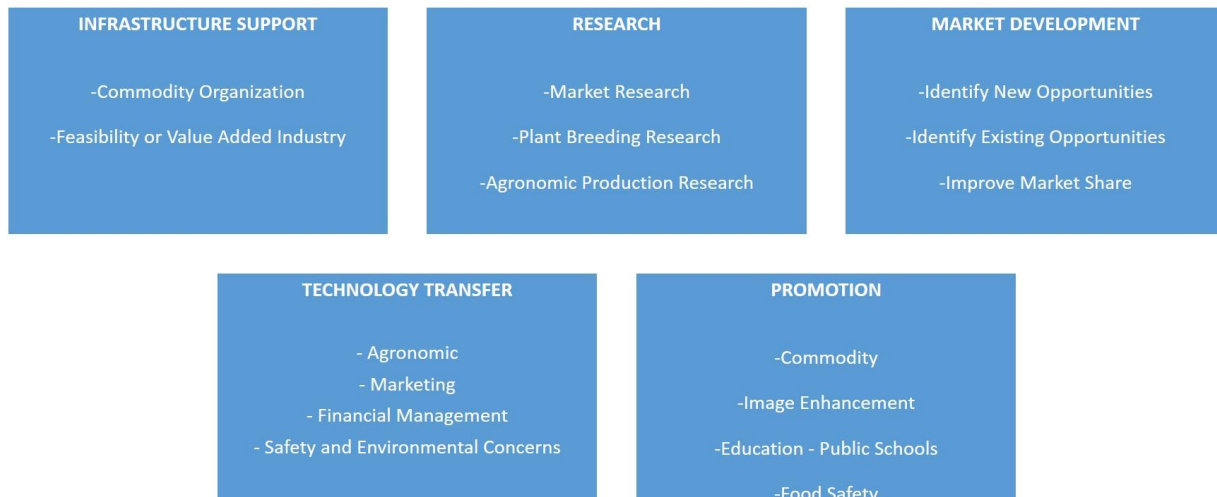 INFRASTRUCTURE SUPPORT
-Commodity Organization
-Feasibility or Value Added Industry
RESEARCH
-Market Research
-Plant Breeding Research
-Agronomic Production Research
MARKET DEVELOPMENT
-Identify New Opportunities
-Identify Existing Opportunities
-Improve Market Share
TECHNOLOGY TRANSFER
- Agronomic
- Marketing
- Financial Management
- Safety and Environmental Concerns
PROMOTION
-Commodity
-Image Enhancement
-Education - Public Schools
-Food Safety